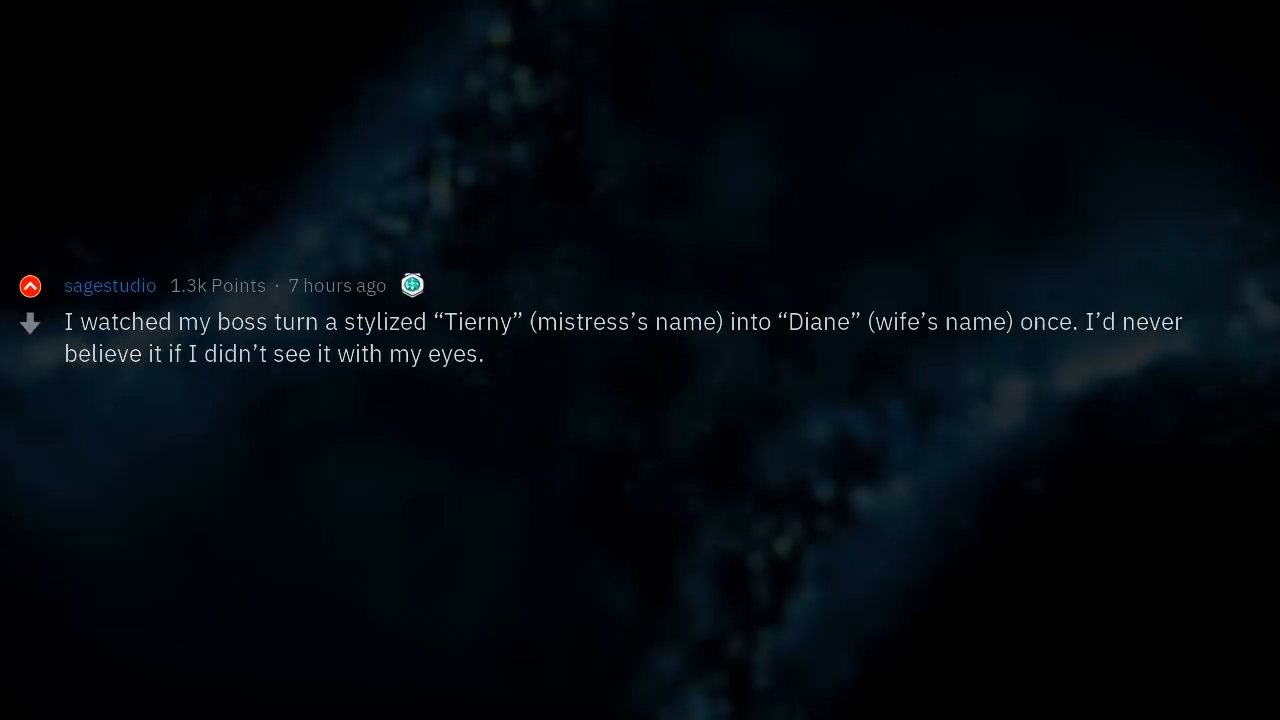 sagestudio 1.3k Points · 7 hours ago
I watched my boss turn a stylized “Tierny” (mistress’s name) into “Diane” (wife’s name) once. I’d never
believe it if I didn’t see it with my eyes.